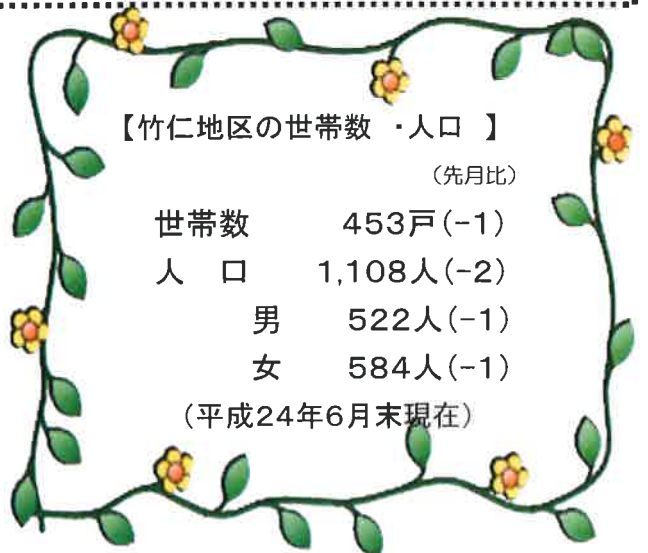 【竹仁地区の世帯数 ・人口 】
(先月比)
世帯数 453戸(-1)
人 口 1,108人(-2)
男 522人(-1)
女 584人(-1)
(平成24年6月末現在)